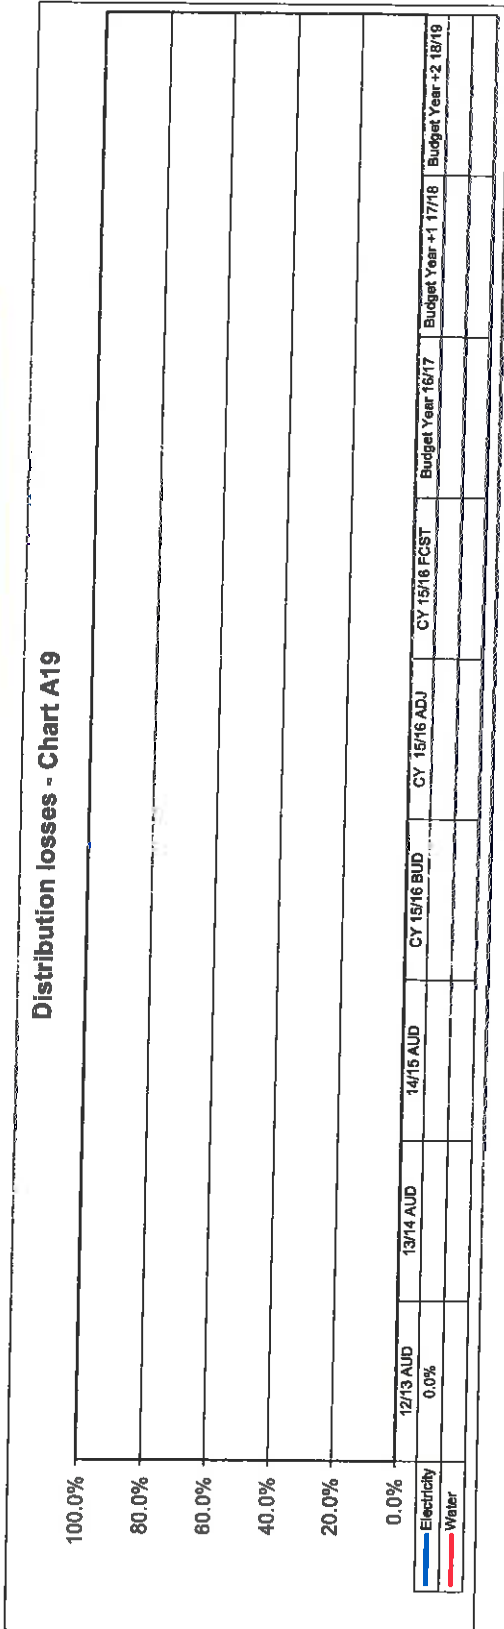 Distribution losses - Chart A19
100.0%
80.0%
60.0%
40.0%
20.0%
0.0%
12/13 AUD 13/14 AUD 14/15 AUD CY 15/16 BUD CY 15/16 ADJ CY 15/16 FCST Budget Year 16/17 Budget Year +1 17/18 Budget Year +2 18/19
Electricity 0.0%
Water